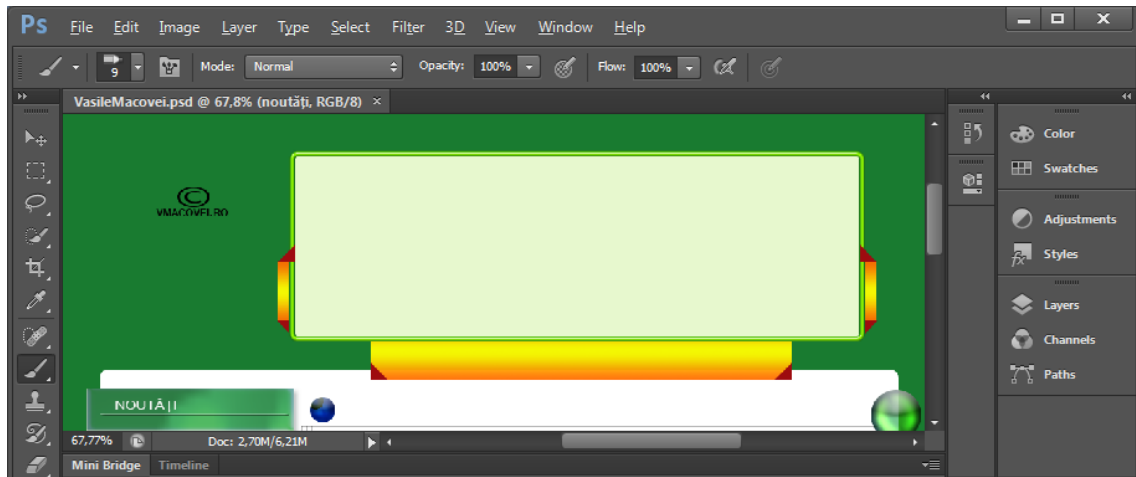 Ps File Edit Image Layer Type Select Filter 3D View Window Help
9 Mode: Normal Opacity: 100% Flow: 100%
VasileMacovei.psd @ 67,8% (noutăți, RGB/8) ×
Color
Swatches
Adjustments
Styles
Layers
Channels
Paths
©
VMACOVEI.RO
NOUTĂȚI
67,77% Doc: 2,70M/6,21M
Mini Bridge Timeline